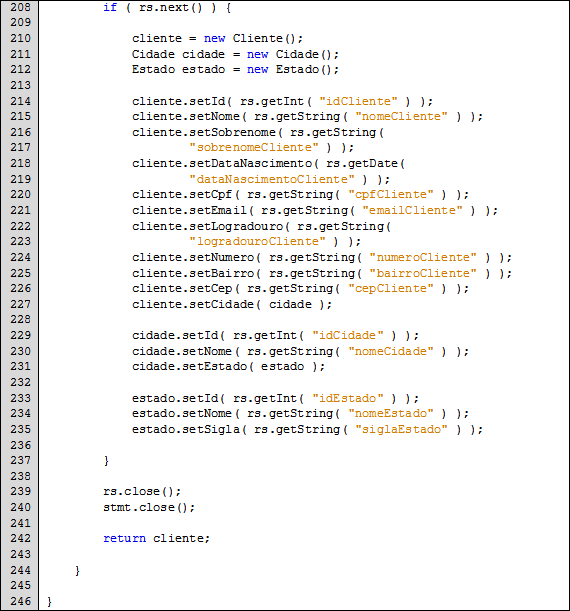 208         if ( rs.next() ) {
209
210             cliente = new Cliente();
211             Cidade cidade = new Cidade();
212             Estado estado = new Estado();
213
214             cliente.setId( rs.getInt( "idCliente" ) );
215             cliente.setNome( rs.getString( "nomeCliente" ) );
216             cliente.setSobrenome( rs.getString(
217                     "sobrenomeCliente" ) );
218             cliente.setDataNascimento( rs.getDate(
219                     "dataNascimentoCliente" ) );
220             cliente.setCpf( rs.getString( "cpfCliente" ) );
221             cliente.setEmail( rs.getString( "emailCliente" ) );
222             cliente.setLogradouro( rs.getString(
223                     "logradouroCliente" ) );
224             cliente.setNumero( rs.getString( "numeroCliente" ) );
225             cliente.setBairro( rs.getString( "bairroCliente" ) );
226             cliente.setCep( rs.getString( "cepCliente" ) );
227             cliente.setCidade( cidade );
228
229             cidade.setId( rs.getInt( "idCidade" ) );
230             cidade.setNome( rs.getString( "nomeCidade" ) );
231             cidade.setEstado( estado );
232
233             estado.setId( rs.getInt( "idEstado" ) );
234             estado.setNome( rs.getString( "nomeEstado" ) );
235             estado.setSigla( rs.getString( "siglaEstado" ) );
236
237         }
238
239         rs.close();
240         stmt.close();
241
242         return cliente;
243
244     }
245
246 }